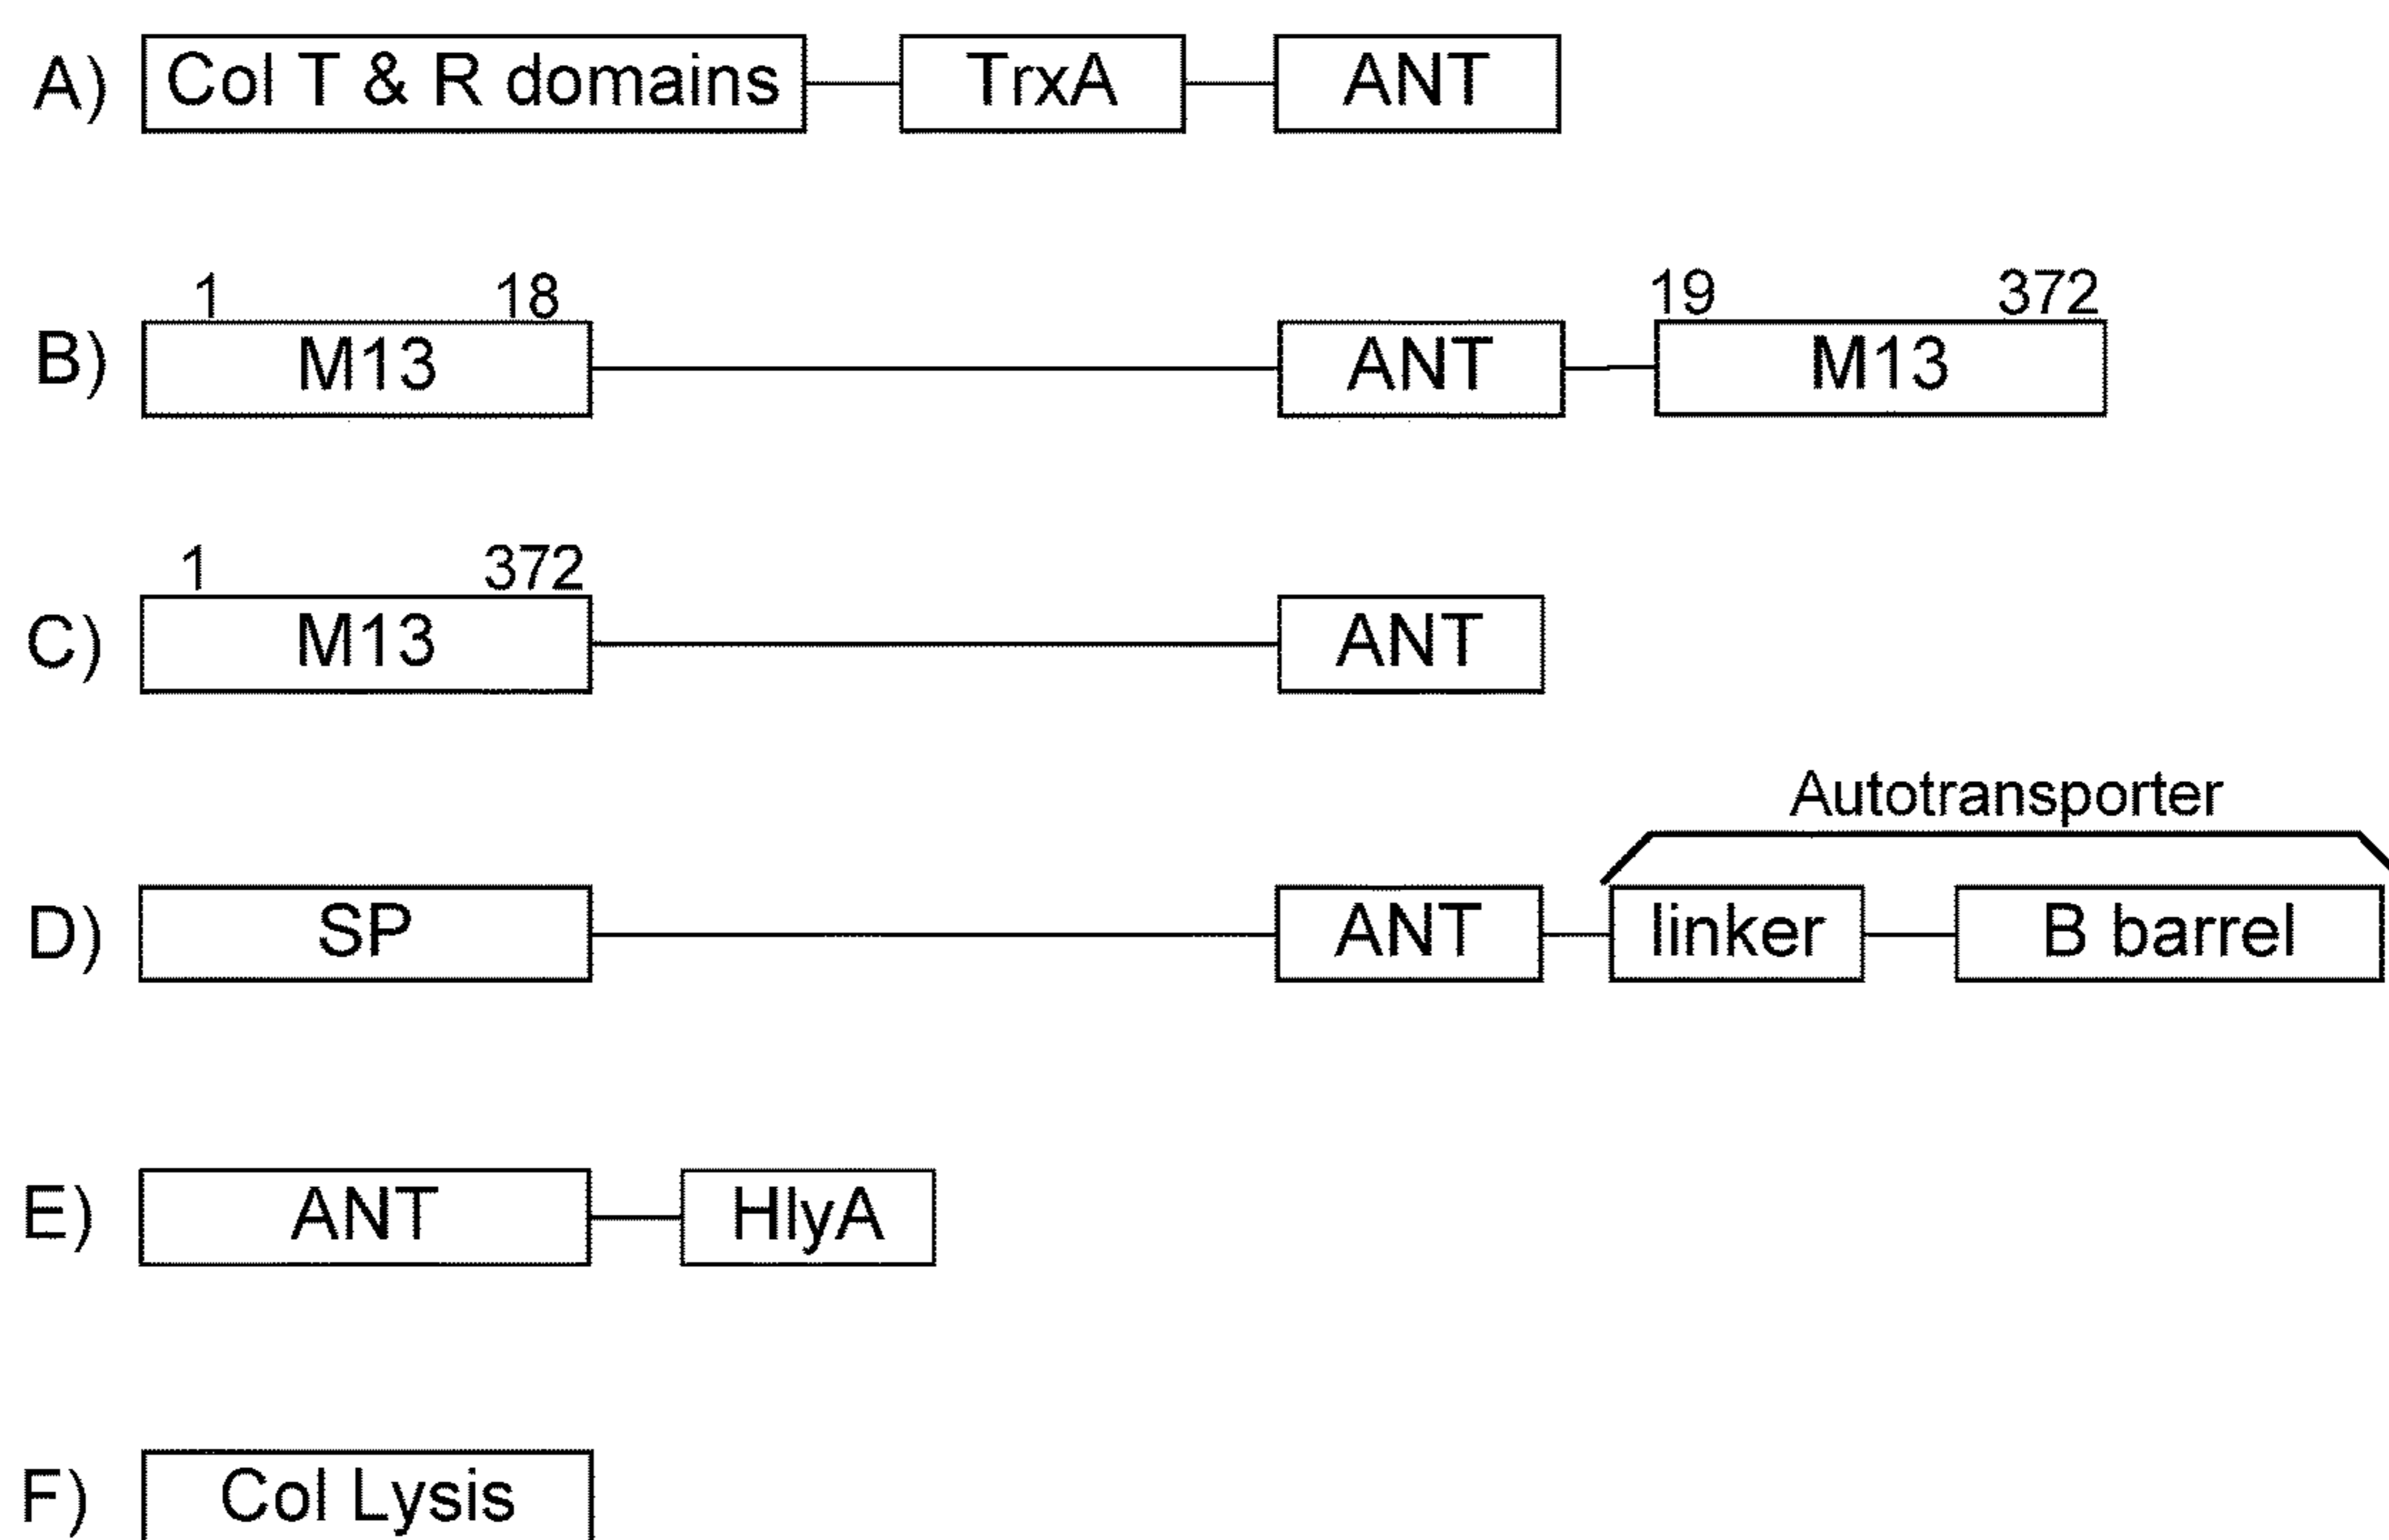 A) Col T & R domains TrxA ANT
1 18 19 372
B) M13 ANT M13
1 372
C) M13 ANT
Autotransporter
D) SP ANT linker B barrel
E) ANT HlyA
F) Col Lysis